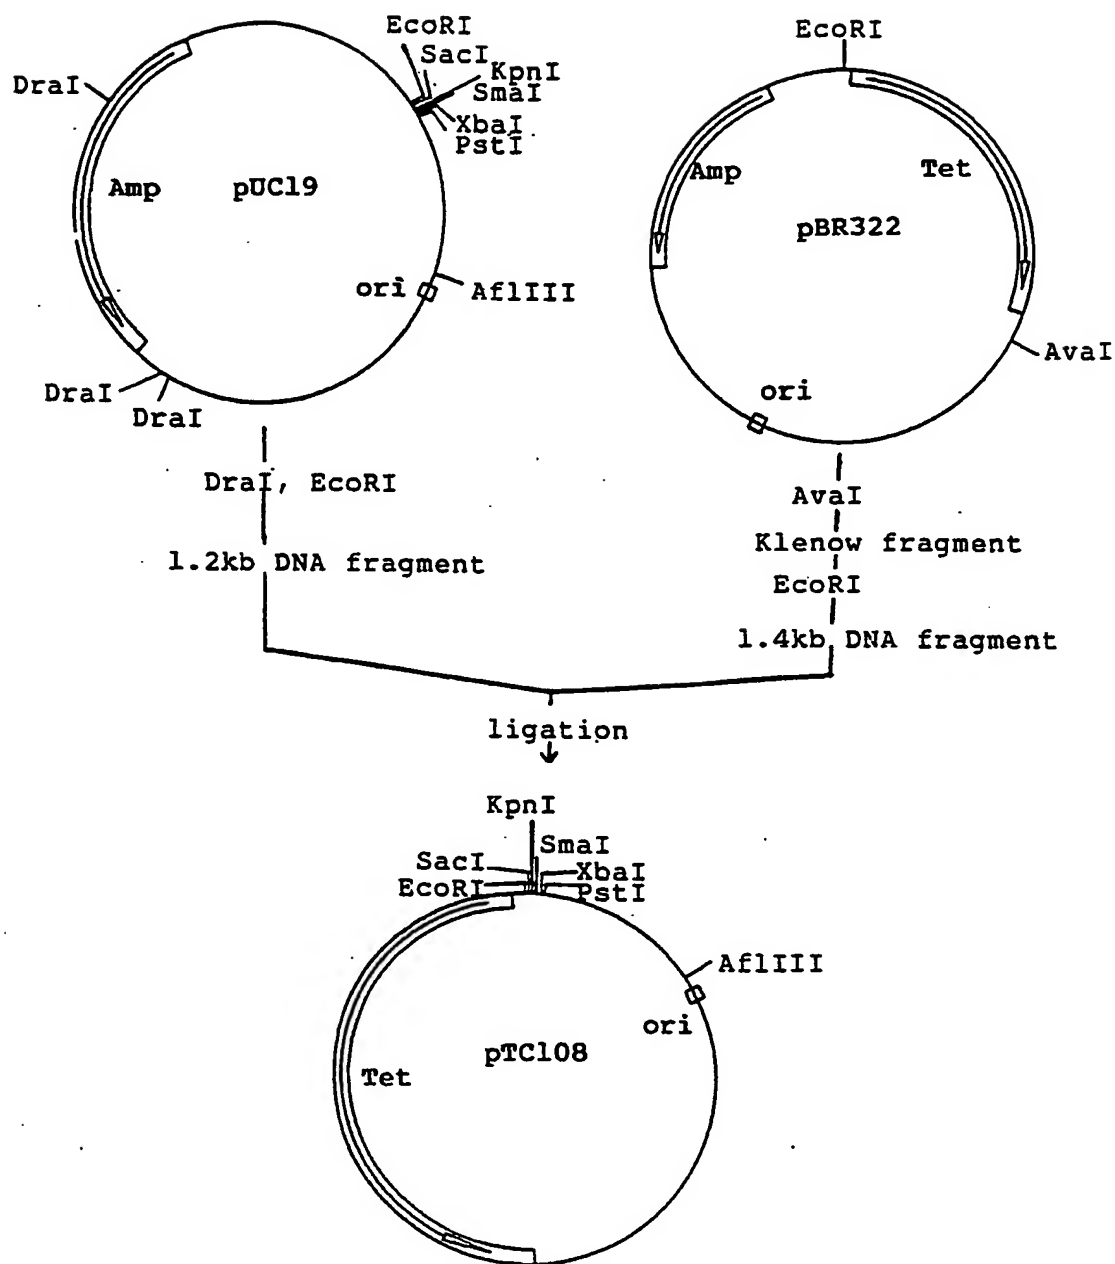 EcoRI
SacI
KpnI
SmaI
XbaI
PstI
DraI
Amp
pUC19
ori
AflIII
DraI
DraI
EcoRI
Amp
Tet
pBR322
AvaI
ori
DraI, EcoRI
1.2kb DNA fragment
AvaI
Klenow fragment
EcoRI
1.4kb DNA fragment
ligation
KpnI
SmaI
SacI
XbaI
EcoRI
PstI
AflIII
ori
pTC108
Tet